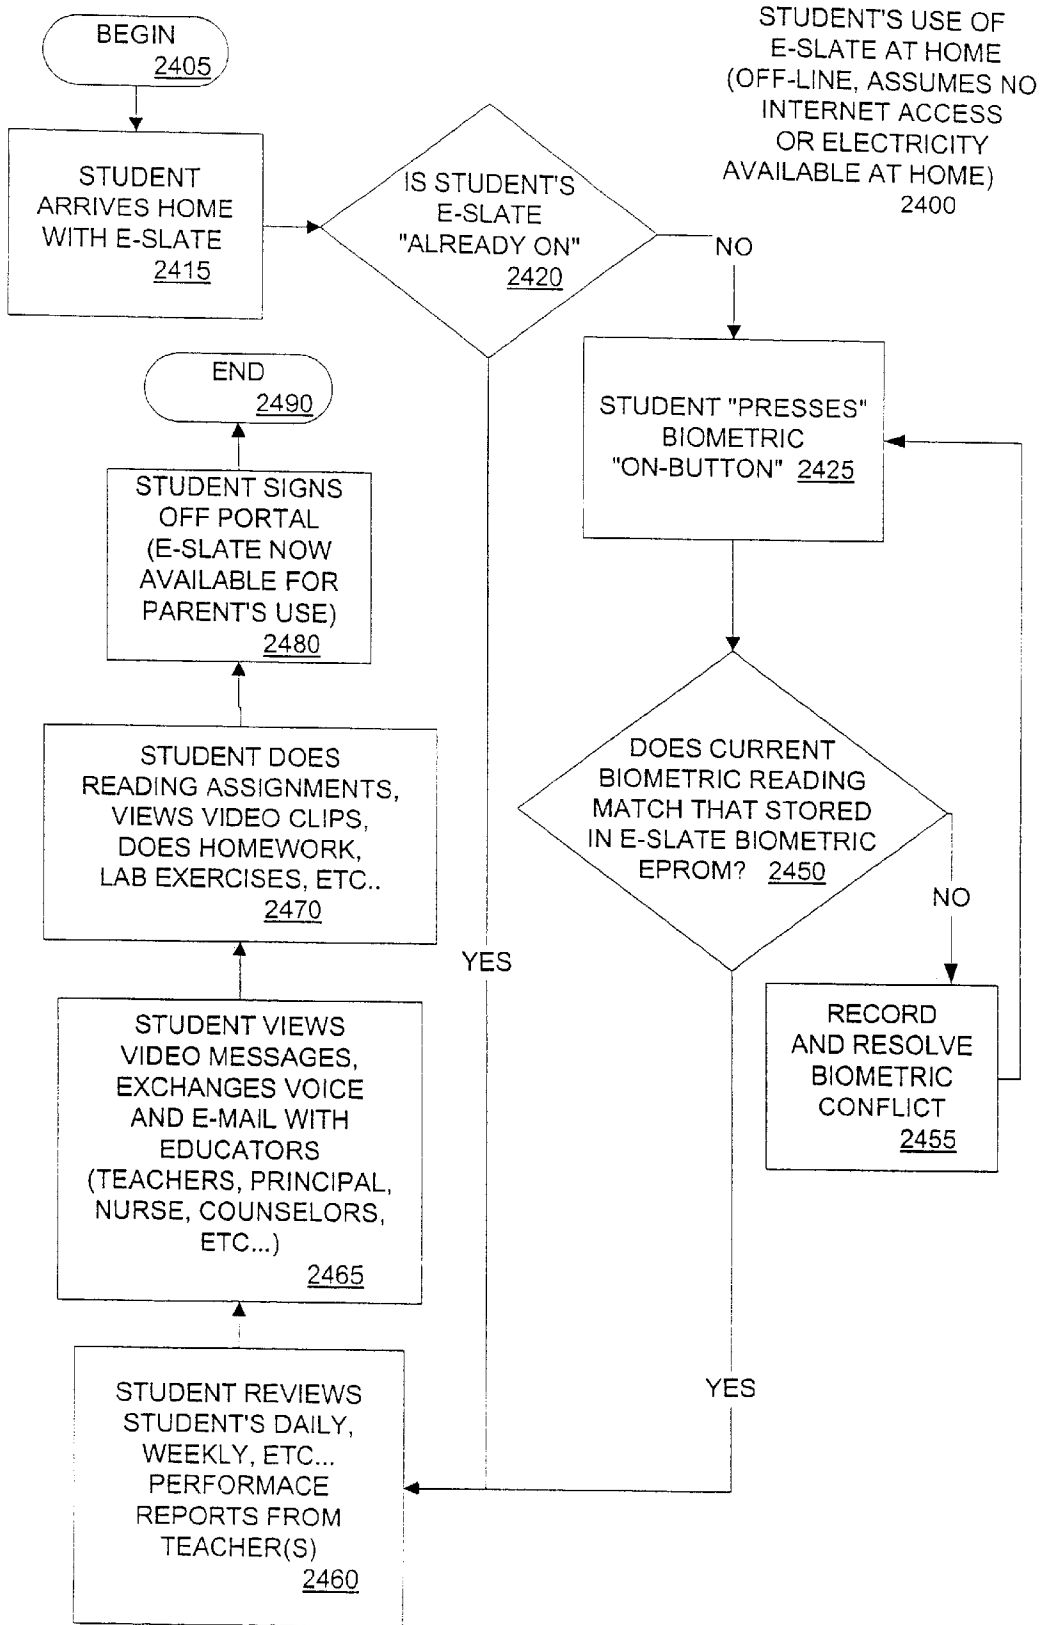 BEGIN
2405
STUDENT'S USE OF
E-SLATE AT HOME
(OFF-LINE, ASSUMES NO
INTERNET ACCESS
OR ELECTRICITY
AVAILABLE AT HOME)
2400
STUDENT
ARRIVES HOME
WITH E-SLATE
2415
IS STUDENT'S
E-SLATE
"ALREADY ON"
2420
NO
STUDENT "PRESSES"
BIOMETRIC
"ON-BUTTON" 2425
DOES CURRENT
BIOMETRIC READING
MATCH THAT STORED
IN E-SLATE BIOMETRIC
EPROM? 2450
NO
RECORD
AND RESOLVE
BIOMETRIC
CONFLICT
2455
YES
YES
STUDENT REVIEWS
STUDENT'S DAILY,
WEEKLY, ETC...
PERFORMACE
REPORTS FROM
TEACHER(S)
2460
STUDENT VIEWS
VIDEO MESSAGES,
EXCHANGES VOICE
AND E-MAIL WITH
EDUCATORS
(TEACHERS, PRINCIPAL,
NURSE, COUNSELORS,
ETC...)
2465
STUDENT DOES
READING ASSIGNMENTS,
VIEWS VIDEO CLIPS,
DOES HOMEWORK,
LAB EXERCISES, ETC..
2470
STUDENT SIGNS
OFF PORTAL
(E-SLATE NOW
AVAILABLE FOR
PARENT'S USE)
2480
END
2490